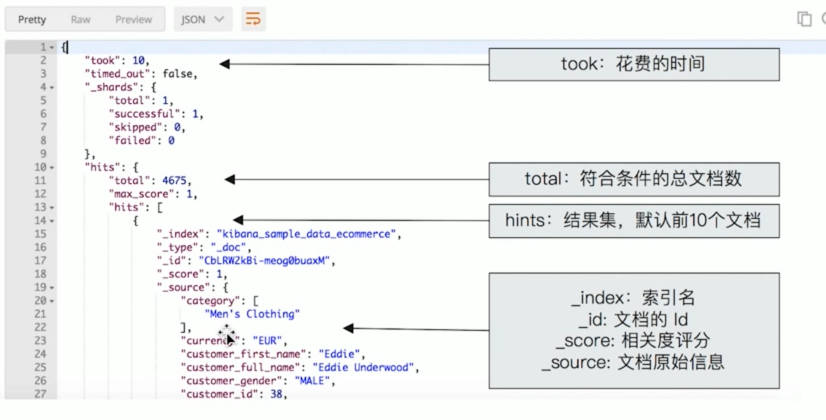 Pretty Raw Preview JSON
1 {
2 "took": 10,
3 "timed_out": false,
4 "_shards": {
5 "total": 1,
6 "successful": 1,
7 "skipped": 0,
8 "failed": 0
9 },
10 "hits": {
11 "total": 4675,
12 "max_score": 1,
13 "hits": [
14 {
15 "_index": "kibana_sample_data_ecommerce",
16 "_type": "_doc",
17 "_id": "CbLRW2kBi-meog0buaxM",
18 "_score": 1,
19 "_source": {
20 "category": [
21 "Men's Clothing"
22 ],
23 "currency": "EUR",
24 "customer_first_name": "Eddie",
25 "customer_full_name": "Eddie Underwood",
26 "customer_gender": "MALE",
27 "customer_id": 38,
took：花费的时间
total：符合条件的总文档数
hints：结果集，默认前10个文档
_index：索引名
_id: 文档的 Id
_score: 相关度评分
_source: 文档原始信息